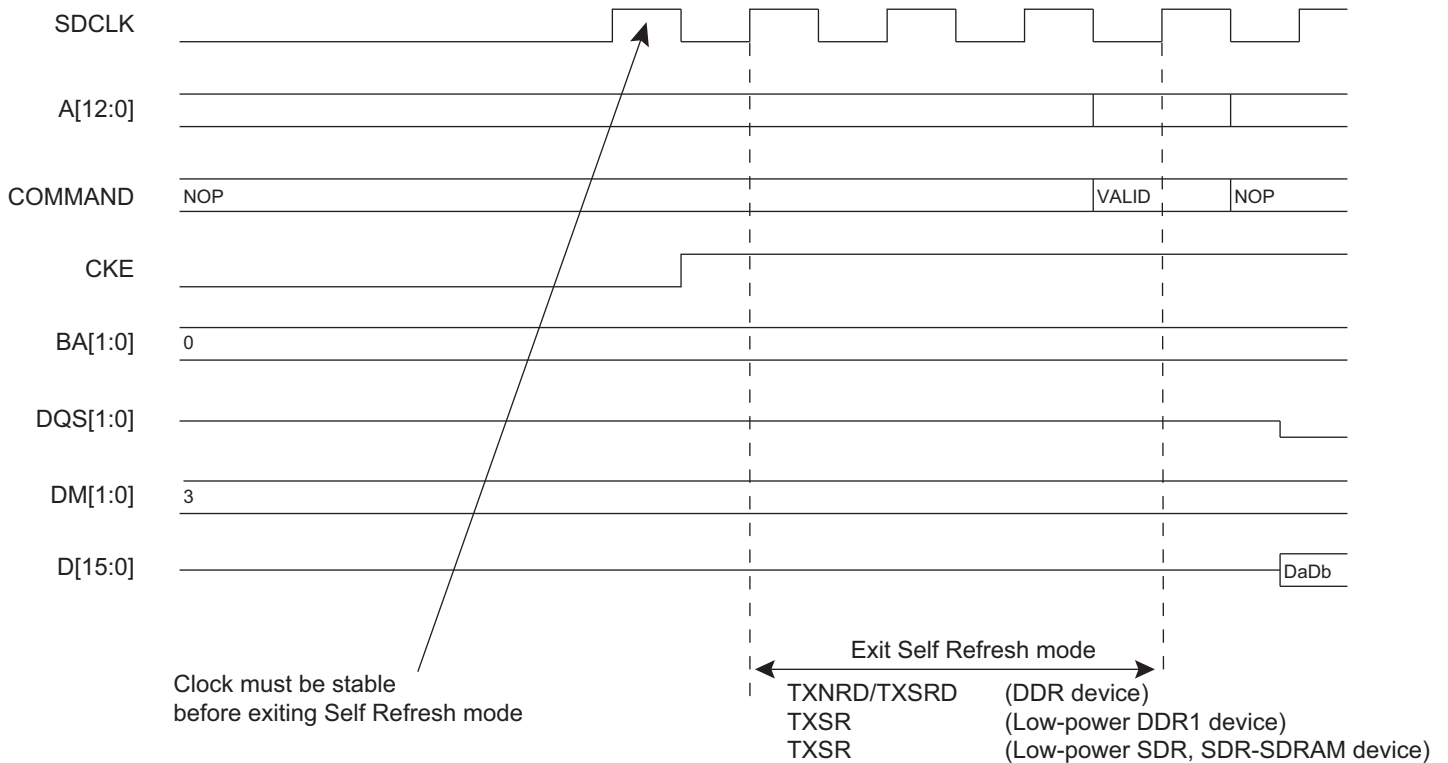 SDCLK
A[12:0]
COMMAND NOP VALID NOP
CKE
BA[1:0] 0
DQS[1:0]
DM[1:0] 3
D[15:0] DaDb
Exit Self Refresh mode
Clock must be stable
before exiting Self Refresh mode
TXNRD/TXSRD (DDR device)
TXSR (Low-power DDR1 device)
TXSR (Low-power SDR, SDR-SDRAM device)